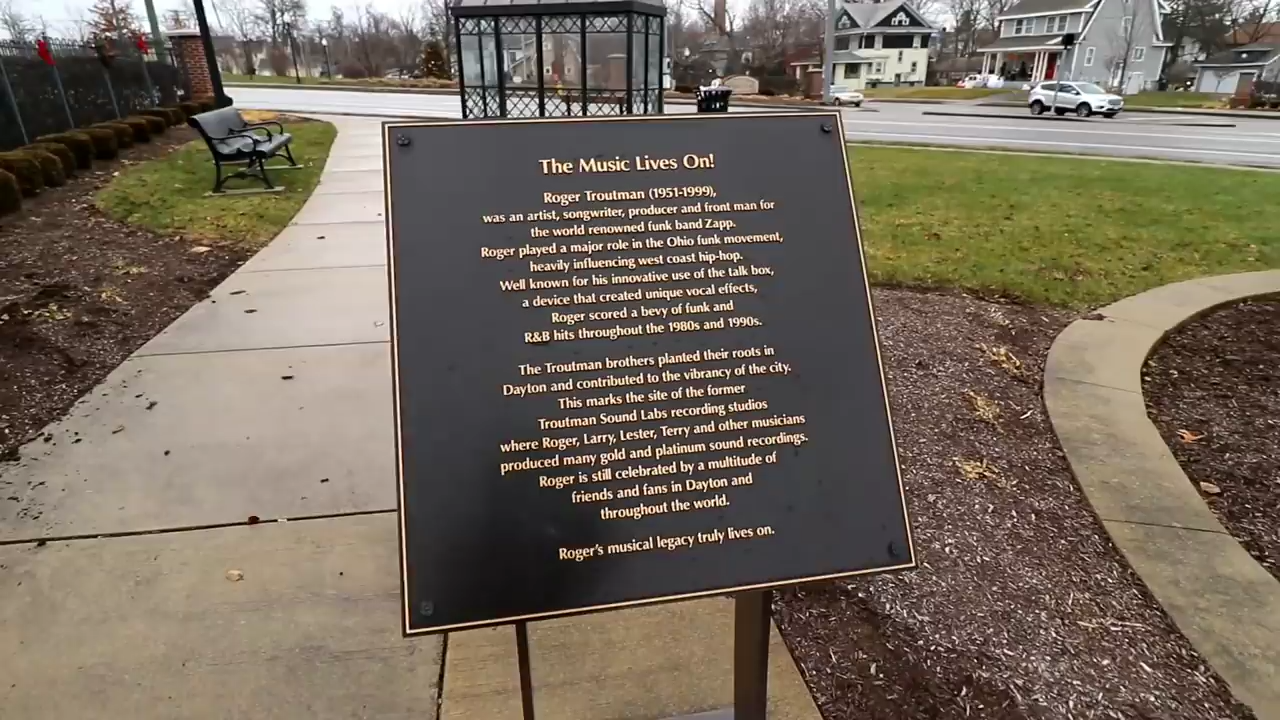 The Music Lives On!
Roger Troutman (1951-1999),
was an artist, songwriter, producer and front man for
the world renowned funk band Zapp.
Roger played a major role in the Ohio funk movement,
heavily influencing west coast hip-hop.
Well known for his innovative use of the talk box,
a device that created unique vocal effects,
Roger scored a bevy of funk and
R&B hits throughout the 1980s and 1990s.
The Troutman brothers planted their roots in
Dayton and contributed to the vibrancy of the city.
This marks the site of the former
Troutman Sound Labs recording studios
where Roger, Larry, Lester, Terry and other musicians
produced many gold and platinum sound recordings.
Roger is still celebrated by a multitude of
friends and fans in Dayton and
throughout the world.
Roger's musical legacy truly lives on.